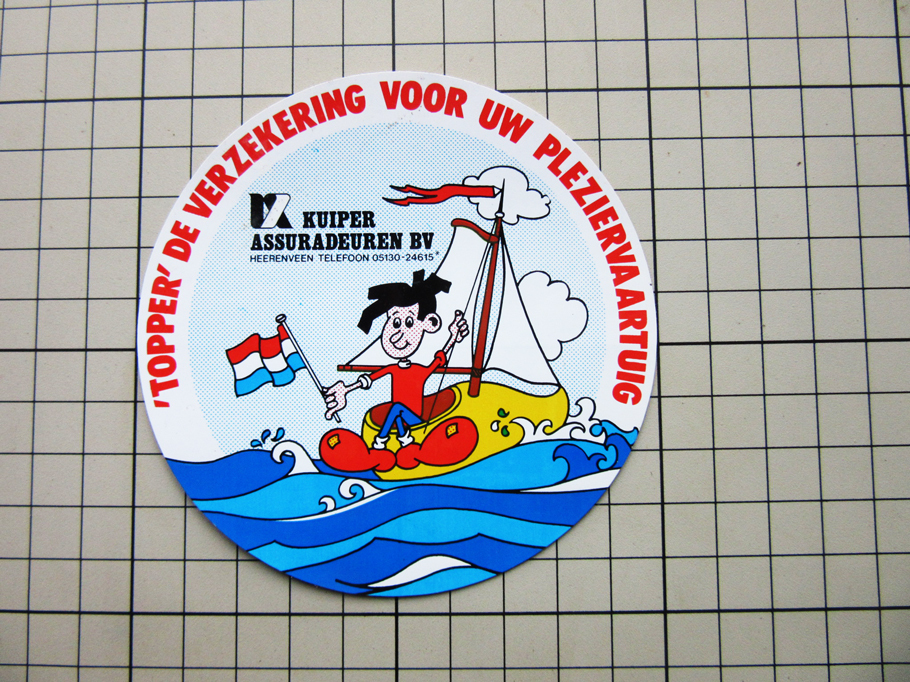 'TOPPER' DE VERZEKERING VOOR UW PLEZIERVAARTUIG
KUIPER
ASSURADEUREN BV
HEERENVEEN TELEFOON 05130-24615*